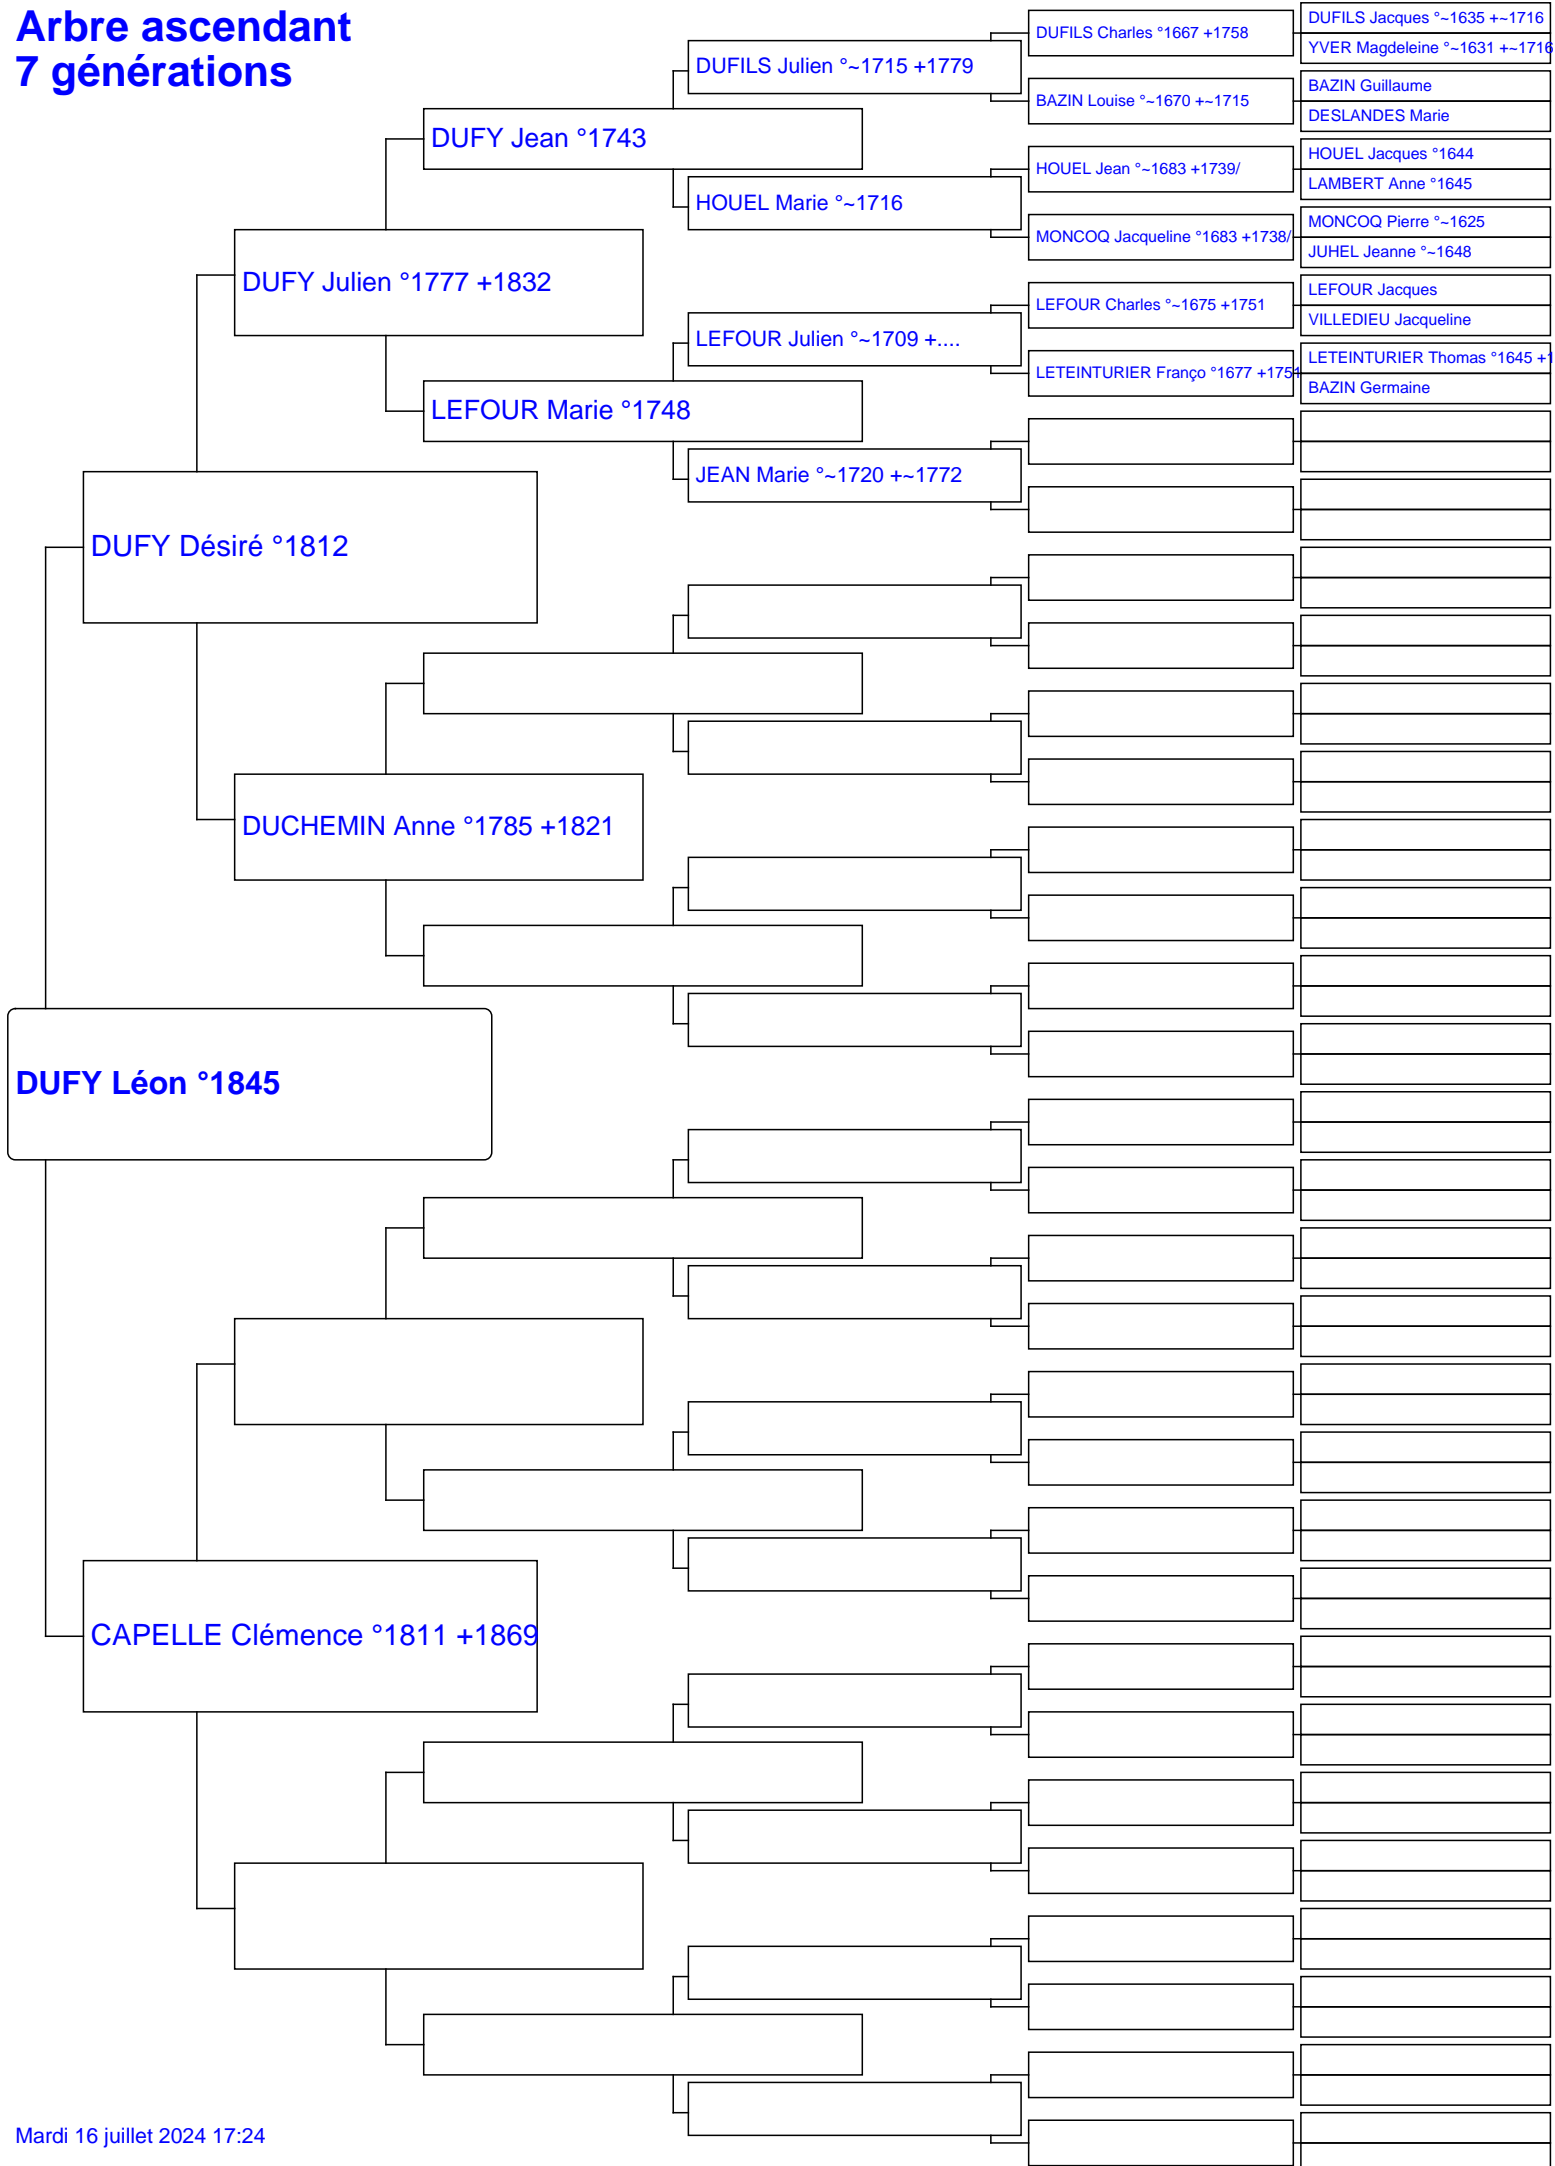 Arbre ascendant
7 générations
DUFILS Jacques °~1635 +~1716
DUFILS Charles °1667 +1758
YVER Magdeleine °~1631 +~1716
DUFILS Julien °~1715 +1779
BAZIN Guillaume
BAZIN Louise °~1670 +~1715
DESLANDES Marie
DUFY Jean °1743
HOUEL Jacques °1644
HOUEL Jean °~1683 +1739/
LAMBERT Anne °1645
HOUEL Marie °~1716
MONCOQ Pierre °~1625
MONCOQ Jacqueline °1683 +1738/
JUHEL Jeanne °~1648
DUFY Julien °1777 +1832
LEFOUR Jacques
LEFOUR Charles °~1675 +1751
VILLEDIEU Jacqueline
LEFOUR Julien °~1709 +....
LETEINTURIER Thomas °1645 +1
LETEINTURIER Franço °1677 +1751
BAZIN Germaine
LEFOUR Marie °1748
JEAN Marie °~1720 +~1772
DUFY Désiré °1812
DUCHEMIN Anne °1785 +1821
DUFY Léon °1845
CAPELLE Clémence °1811 +1869
Mardi 16 juillet 2024 17:24